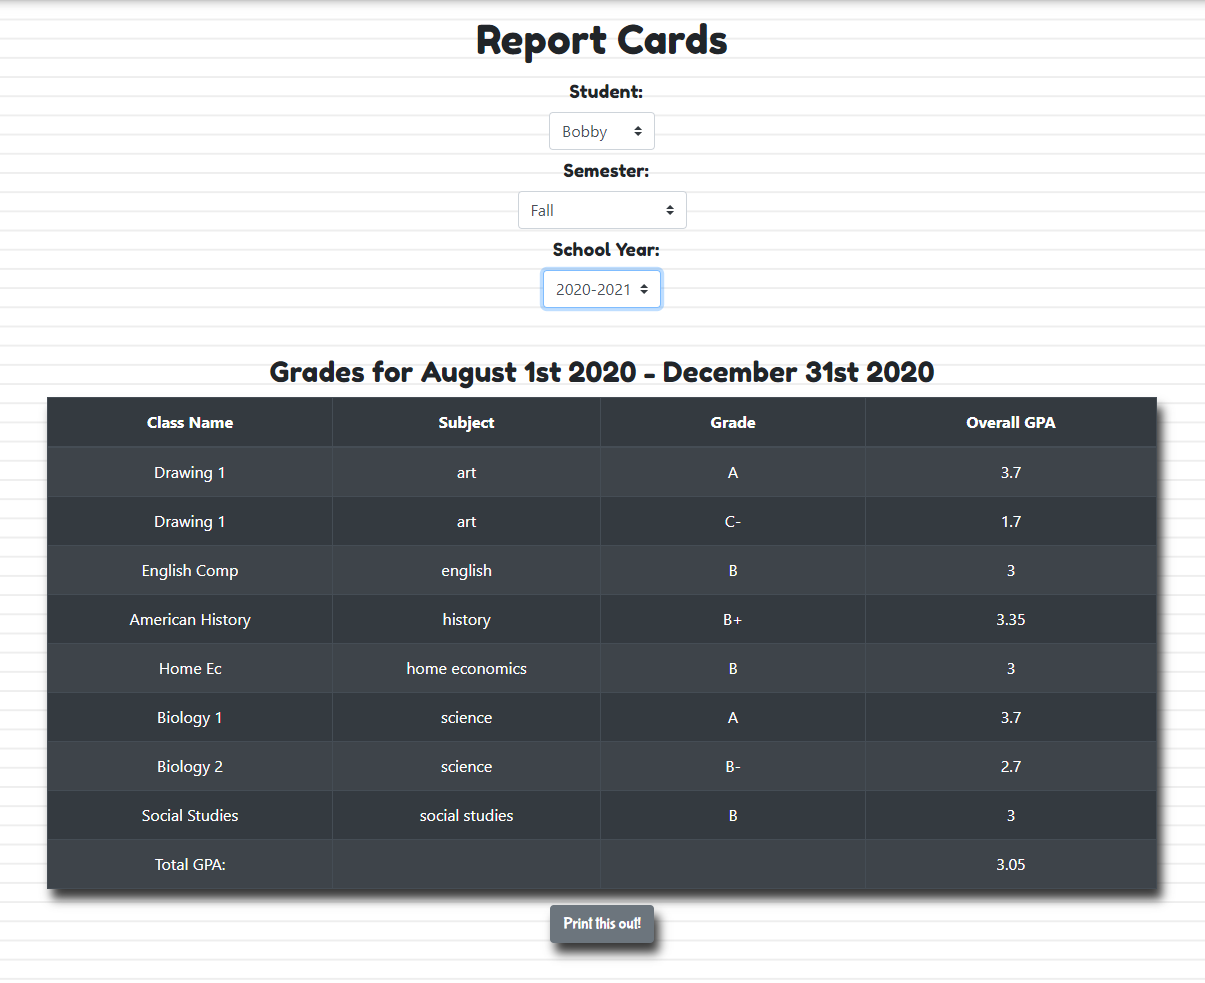 Report Cards
Student:
Bobby
Semester:
Fall
School Year:
2020-2021
Grades for August 1st 2020 - December 31st 2020
Class Name Subject Grade Overall GPA
Drawing 1 art A 3.7
Drawing 1 art C- 1.7
English Comp english B 3
American History history B+ 3.35
Home Ec home economics B 3
Biology 1 science A 3.7
Biology 2 science B- 2.7
Social Studies social studies B 3
Total GPA: 3.05
Print this out!